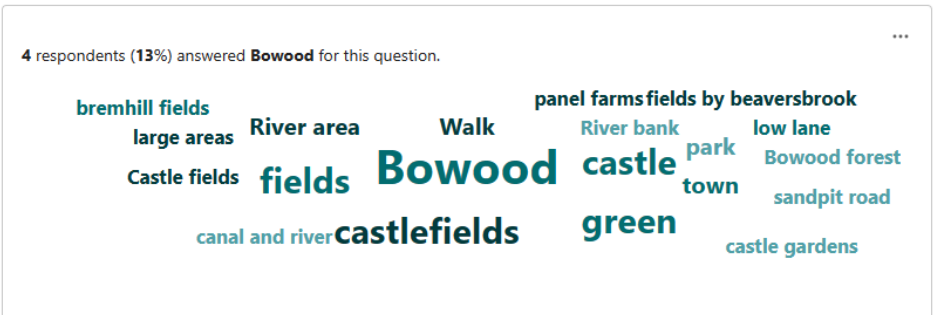 4 respondents (13%) answered Bowood for this question.
bremhill fields
panel farms
fields by beaversbrook
large areas
River area
Walk
River bank
low lane
park
Bowood forest
Castle fields
fields
Bowood
castle
town
sandpit road
canal and river
castlefields
green
castle gardens